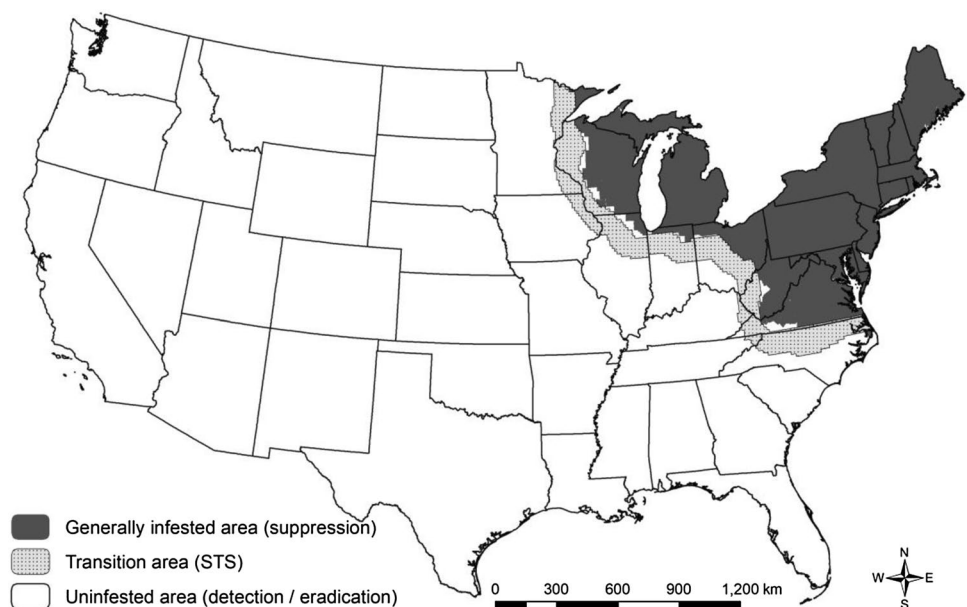 Generally infested area (suppression)
Transition area (STS)
Uninfested area (detection / eradication)
0 300 600 900 1,200 km
N
W E
S